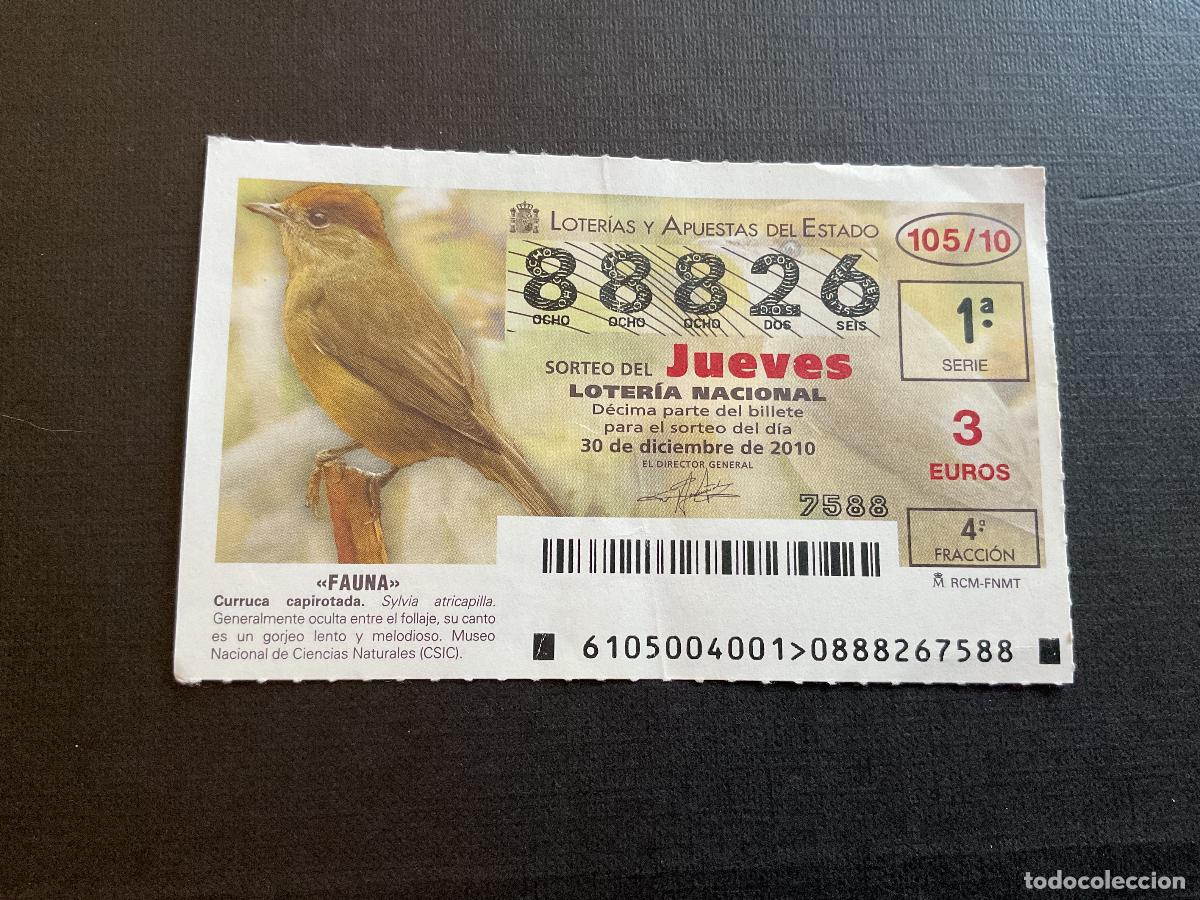 LOTERÍAS Y APUESTAS DEL ESTADO
105/10
88826
OCHO OCHO OCHO DOS SEIS
1ª
SERIE
SORTEO DEL Jueves
LOTERÍA NACIONAL
Décima parte del billete
para el sorteo del día
30 de diciembre de 2010
EL DIRECTOR GENERAL
3
EUROS
7588
4ª
FRACCIÓN
RCM-FNMT
«FAUNA»
Curruca capirotada. Sylvia atricapilla.
Generalmente oculta entre el follaje, su canto
es un gorjeo lento y melodioso. Museo
Nacional de Ciencias Naturales (CSIC).
6105004001>0888267588
todocoleccion